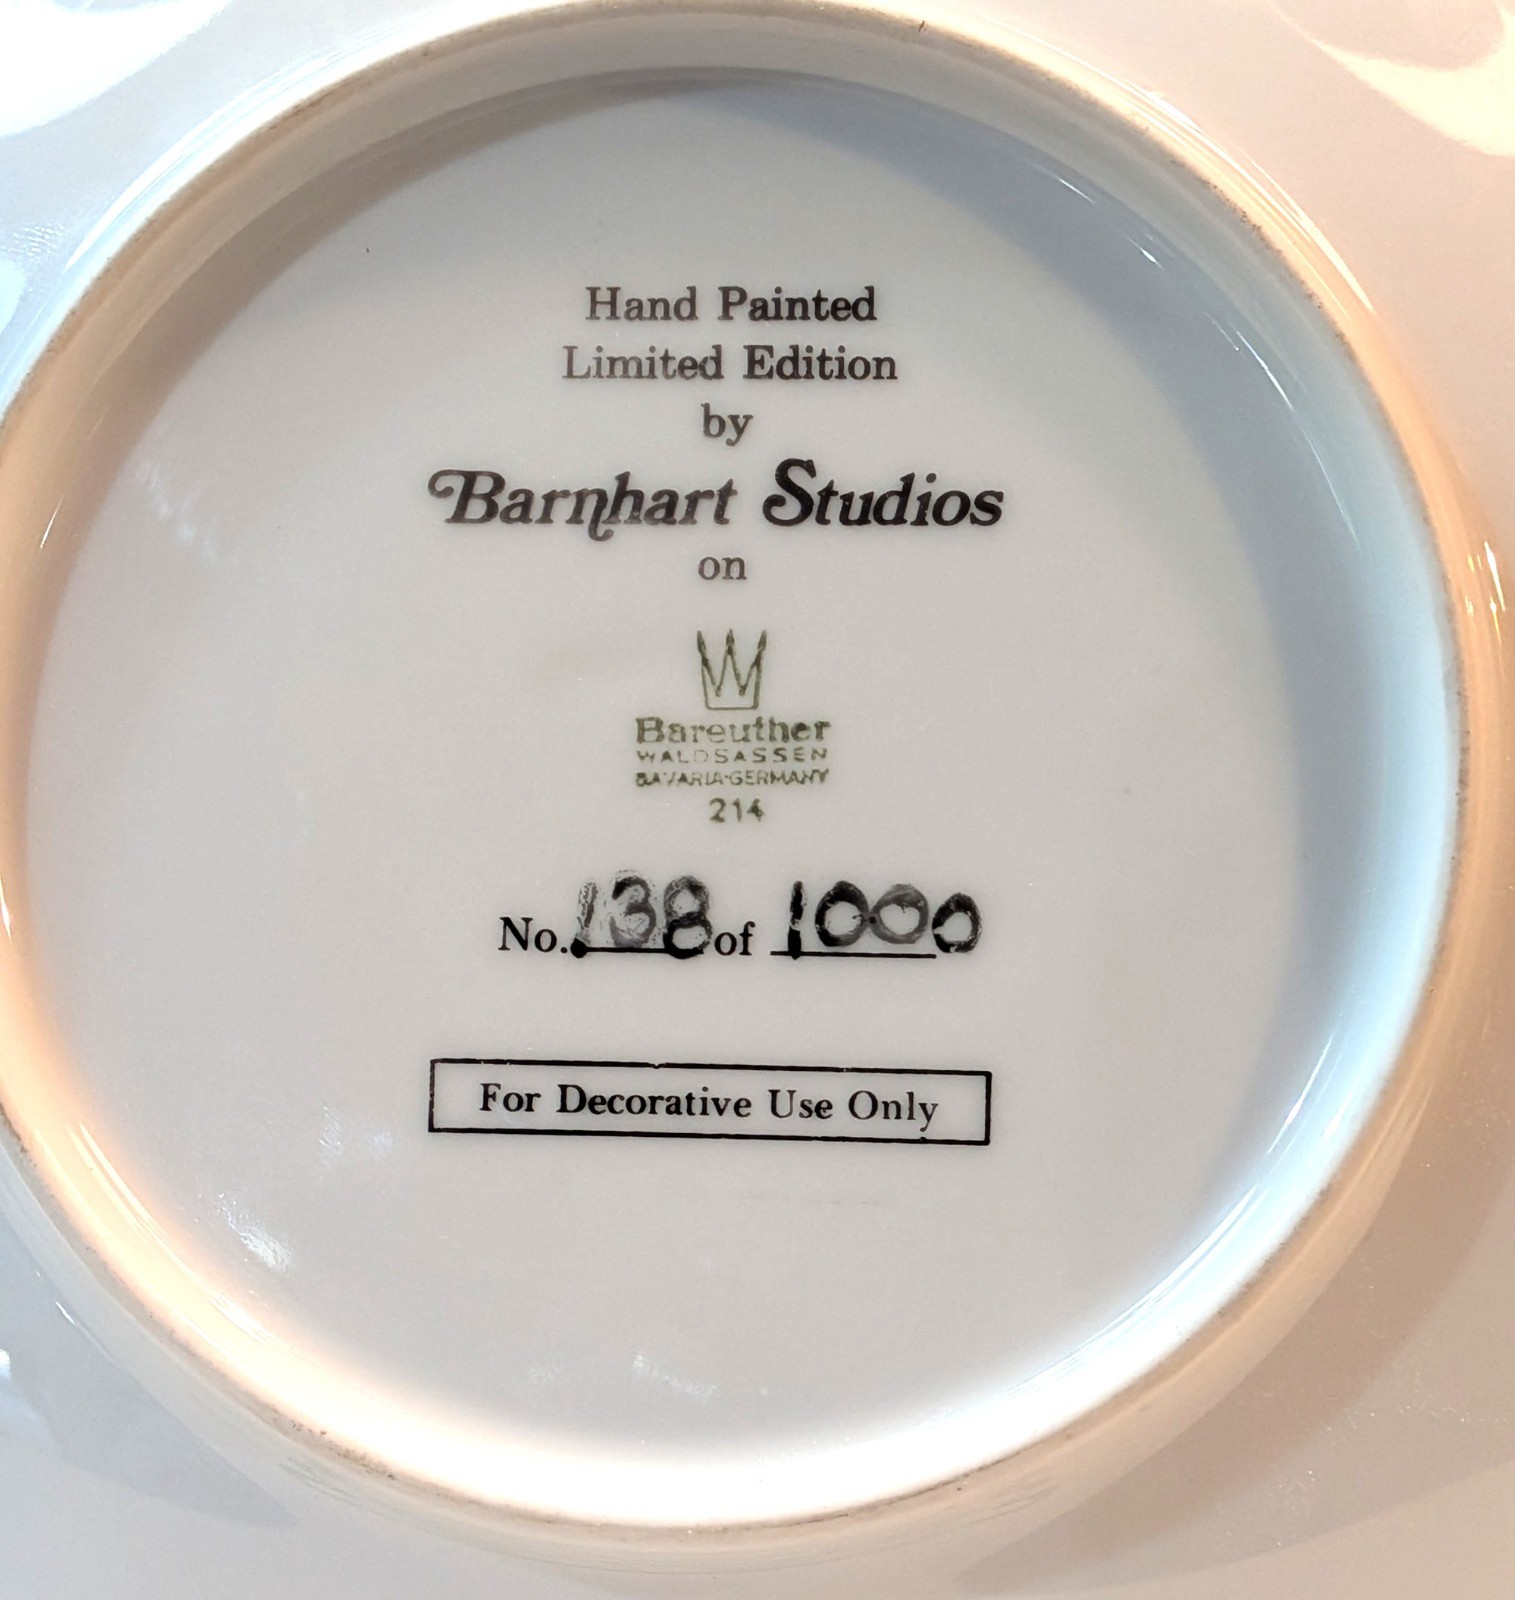 Hand Painted
Limited Edition
by
Barnhart Studios
on
Bareuther
WALDSASSEN
BAVARIA-GERMANY
214
No. 138 of 1000
For Decorative Use Only